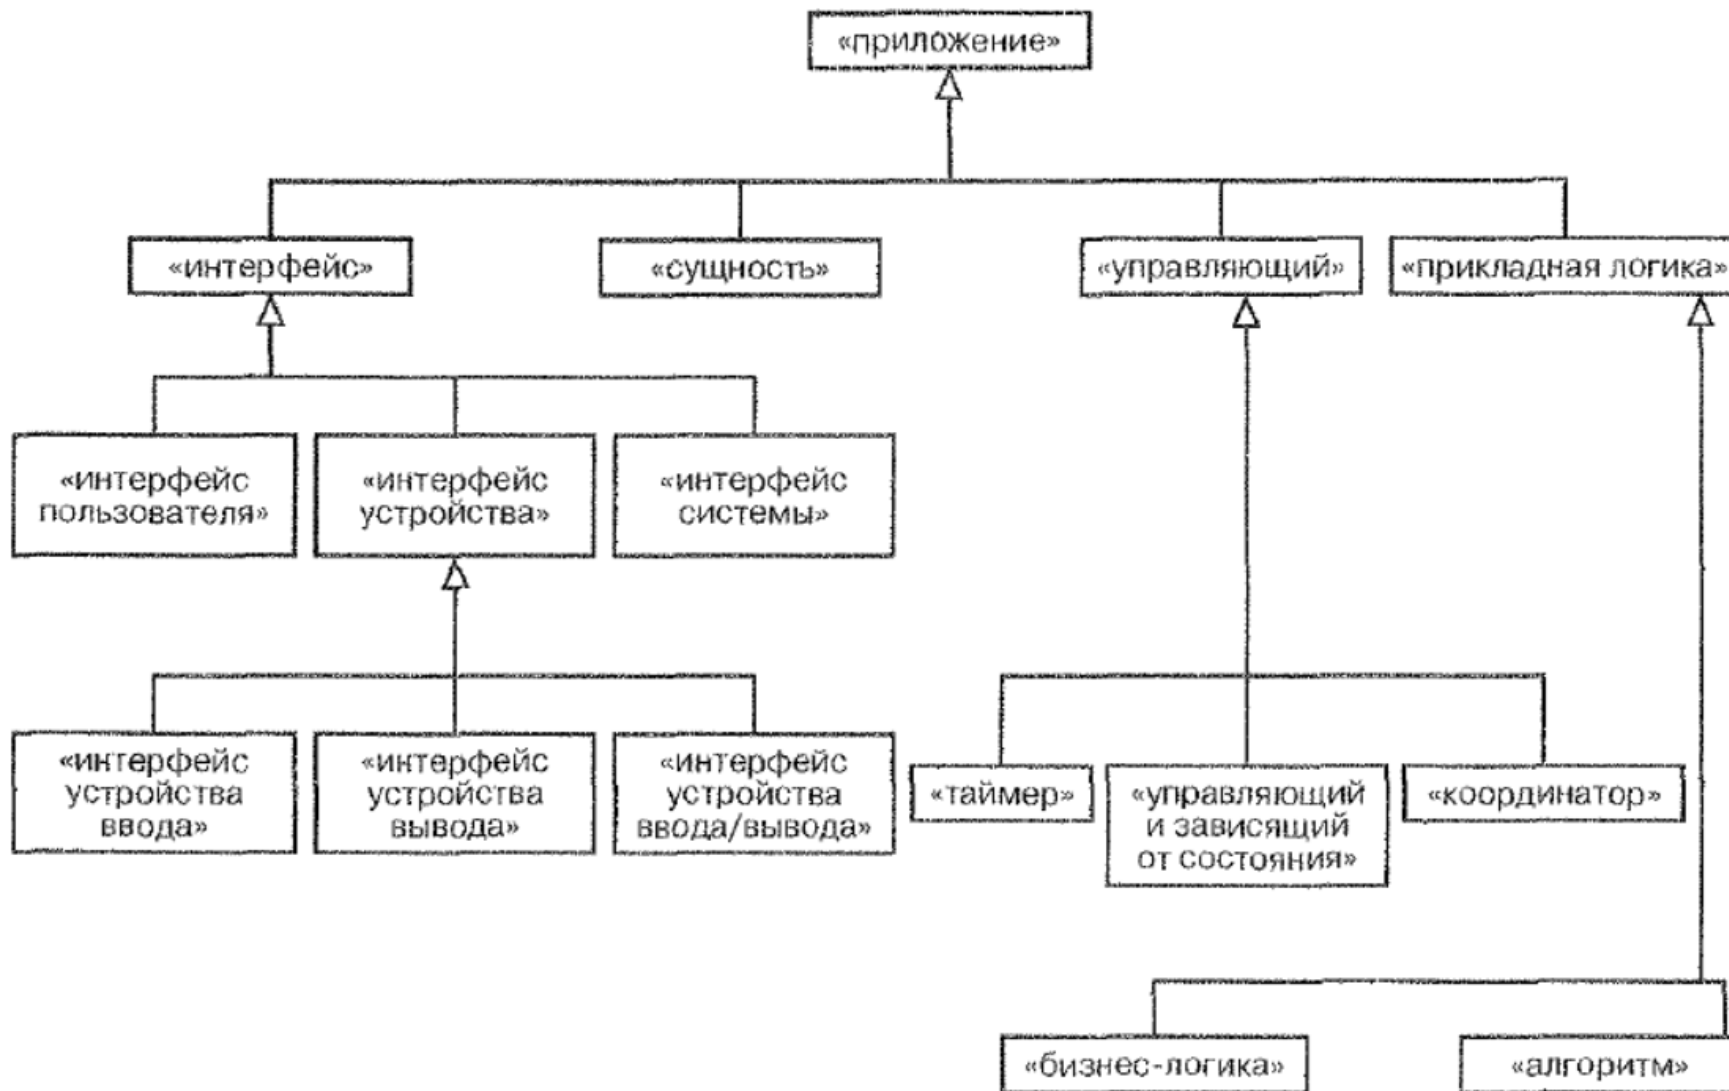 «приложение»
«интерфейс»
«сущность»
«управляющий»
«прикладная логика»
«интерфейс
пользователя»
«интерфейс
устройства»
«интерфейс
системы»
«интерфейс
устройства
ввода»
«интерфейс
устройства
вывода»
«интерфейс
устройства
ввода/вывода»
«таймер»
«управляющий
и зависящий
от состояния»
«координатор»
«бизнес-логика»
«алгоритм»